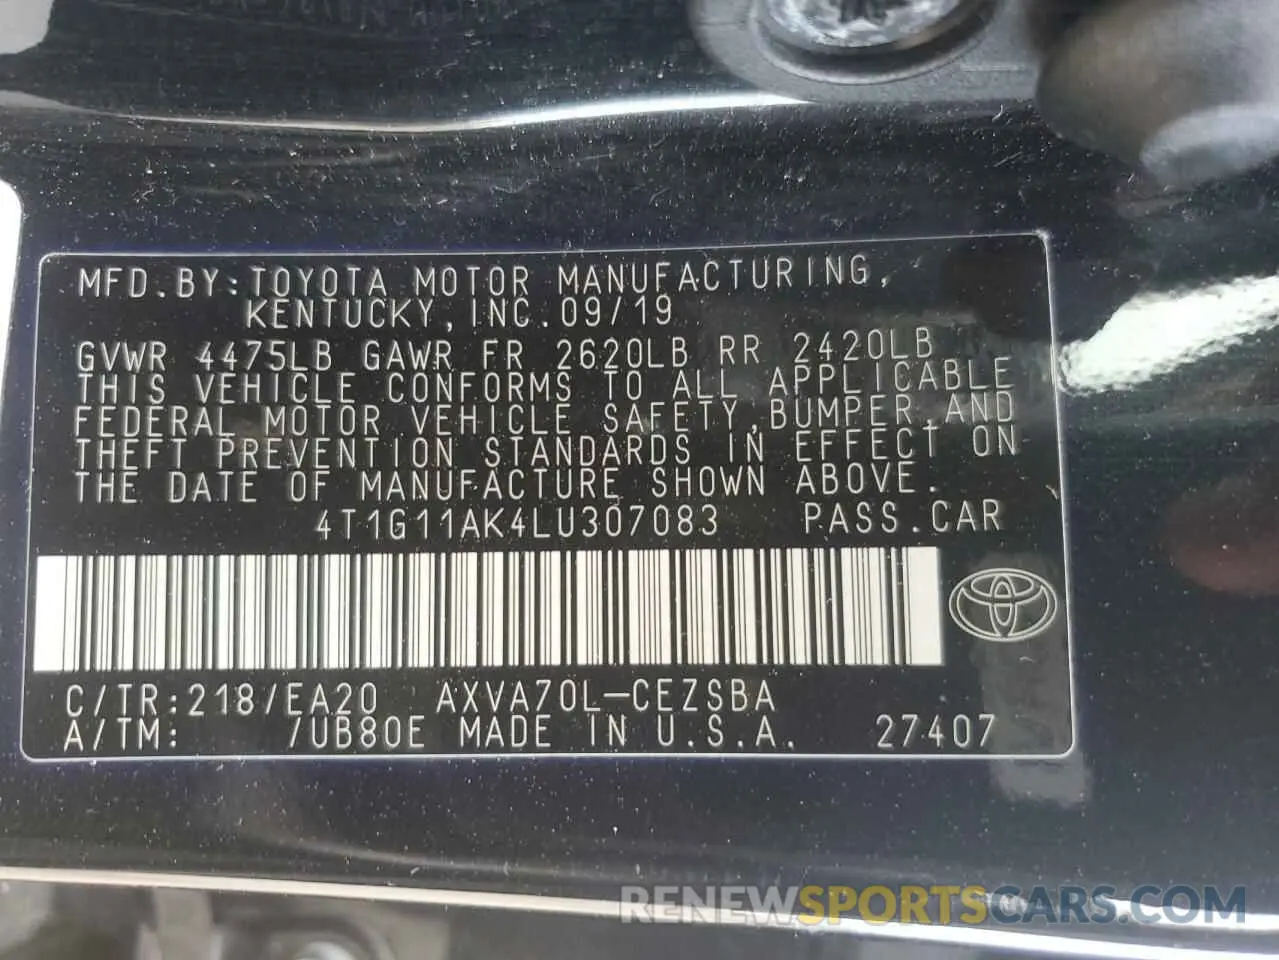 MFD.BY:TOYOTA MOTOR MANUFACTURING,
KENTUCKY,INC.09/19
GVWR 4475LB GAWR FR 2620LB RR 2420LB
THIS VEHICLE CONFORMS TO ALL APPLICABLE
FEDERAL MOTOR VEHICLE SAFETY,BUMPER,AND
THEFT PREVENTION STANDARDS IN EFFECT ON
THE DATE OF MANUFACTURE SHOWN ABOVE.
4T1G11AK4LU307083 PASS.CAR
C/TR:218/EA20 AXVA70L-CEZSBA
A/TM: /UB80E MADE IN U.S.A. 27407
RENEWSPORTSCARS.COM